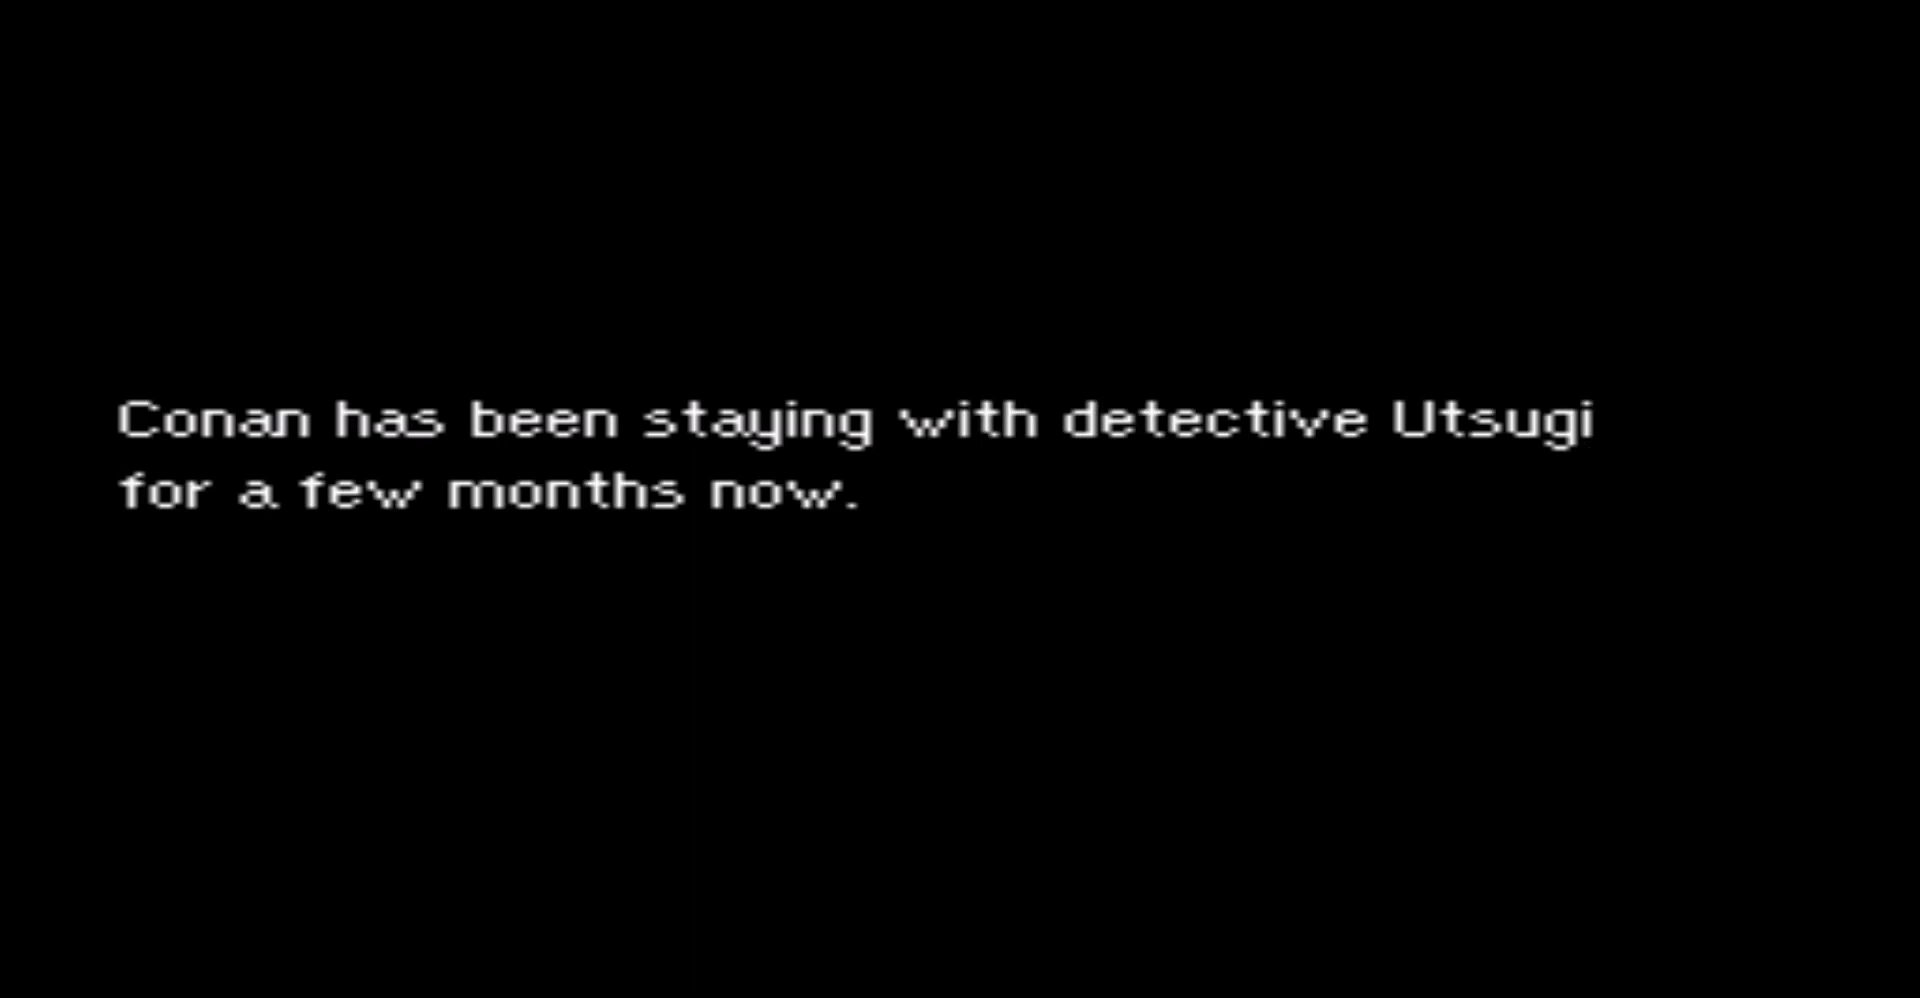 Conan has been staying with detective Utsugi
for a few months now.